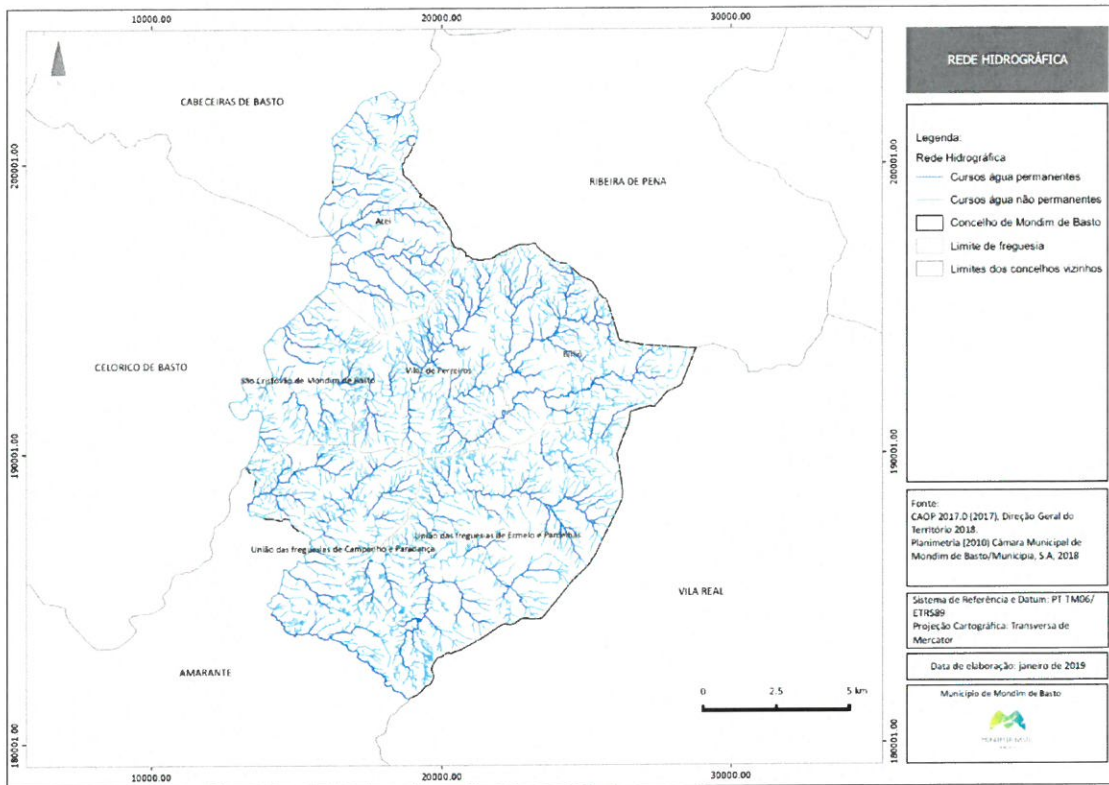 10000.00
20000.00
30000.00
REDE HIDROGRÁFICA
CABECEIRAS DE BASTO
Legenda:
Rede Hidrográfica
Cursos água permanentes
Cursos água não permanentes
Concelho de Mondim de Basto
Limite de freguesia
Limites dos concelhos vizinhos
200001.00
200001.00
RIBEIRA DE PENA
Atei
Bilhó
CELORICO DE BASTO
São Cristóvão de Mondim de Basto
Vilar de Ferreiros
190001.00
190001.00
Fonte:
CAOP 2017.0 (2017), Direção Geral do
Território 2018.
Planimetria (2010) Câmara Municipal de
Mondim de Basto/Municipia, S.A, 2018
União das freguesias de Ermelo e Pardelhas
União das freguesias de Campanhó e Paradança
VILA REAL
Sistema de Referência e Datum: PT TM06/
ETRS89
Projeção Cartográfica: Transversa de
Mercator
AMARANTE
Data de elaboração: janeiro de 2019
0 2.5 5 km
Município de Mondim de Basto
180001.00
180001.00
10000.00
20000.00
30000.00